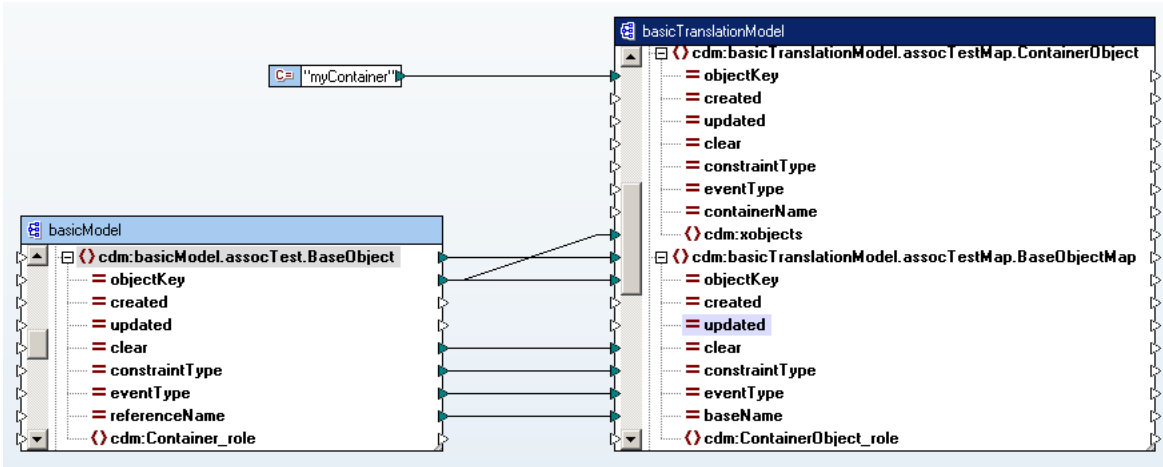 basicTranslationModel
cdm:basicTranslationModel.assocTestMap.ContainerObject
C= "myContainer"
objectKey
created
updated
clear
constraintType
eventType
containerName
cdm:xobjects
cdm:basicTranslationModel.assocTestMap.BaseObjectMap
objectKey
created
updated
clear
constraintType
eventType
baseName
cdm:ContainerObject_role
basicModel
cdm:basicModel.assocTest.BaseObject
objectKey
created
updated
clear
constraintType
eventType
referenceName
cdm:Container_role